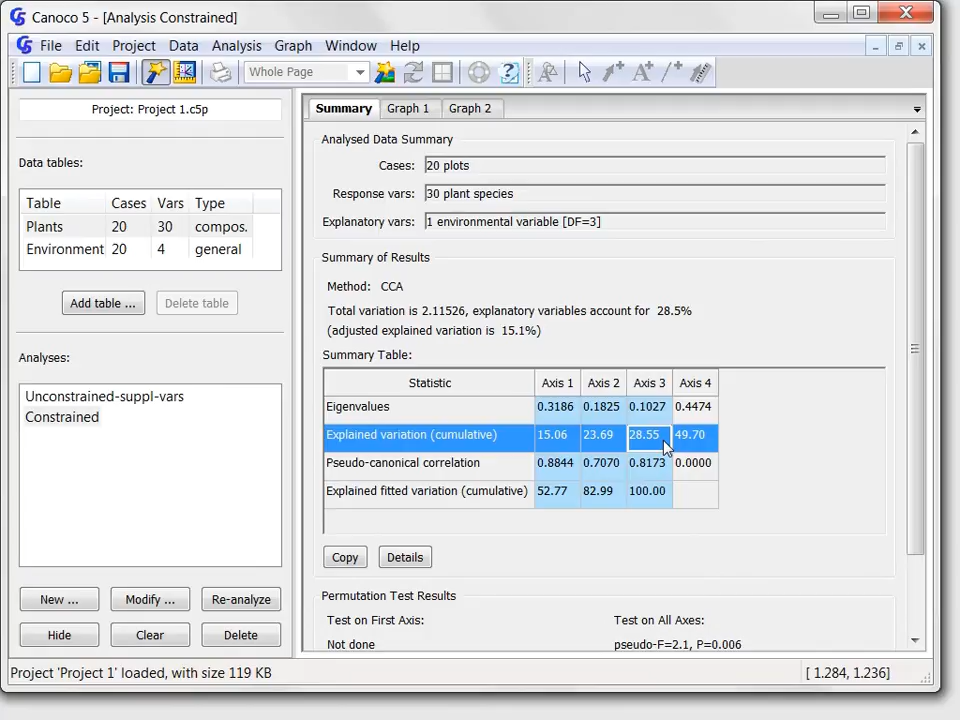 Canoco 5 - [Analysis Constrained]
File Edit Project Data Analysis Graph Window Help
Whole Page
Project: Project 1.c5p
Data tables:
Table Cases Vars Type
Plants 20 30 compos.
Environment 20 4 general
Add table ... Delete table
Analyses:
Unconstrained-suppl-vars
Constrained
New ... Modify ... Re-analyze
Hide Clear Delete
Summary Graph 1 Graph 2
Analysed Data Summary
Cases: 20 plots
Response vars: 30 plant species
Explanatory vars: 1 environmental variable [DF=3]
Summary of Results
Method: CCA
Total variation is 2.11526, explanatory variables account for 28.5%
(adjusted explained variation is 15.1%)
Summary Table:
Statistic Axis 1 Axis 2 Axis 3 Axis 4
Eigenvalues 0.3186 0.1825 0.1027 0.4474
Explained variation (cumulative) 15.06 23.69 28.55 49.70
Pseudo-canonical correlation 0.8844 0.7070 0.8173 0.0000
Explained fitted variation (cumulative) 52.77 82.99 100.00
Copy Details
Permutation Test Results
Test on First Axis: Test on All Axes:
Not done pseudo-F=2.1, P=0.006
Project 'Project 1' loaded, with size 119 KB [ 1.284, 1.236]